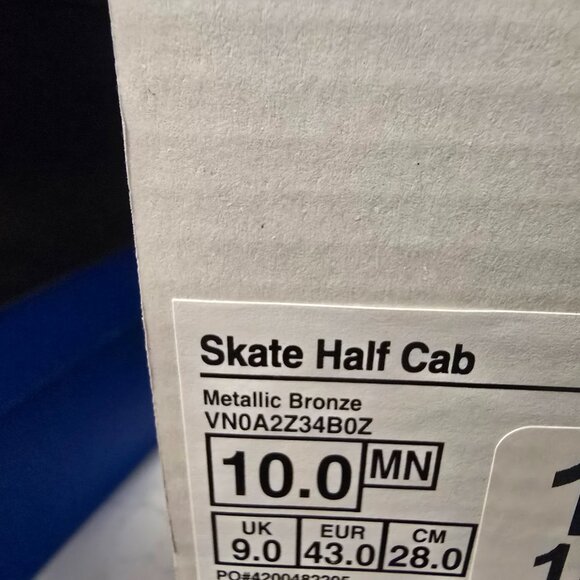 Skate Half Cab
Metallic Bronze
VN0A2Z34B0Z
10.0 MN
UK EUR CM
9.0 43.0 28.0